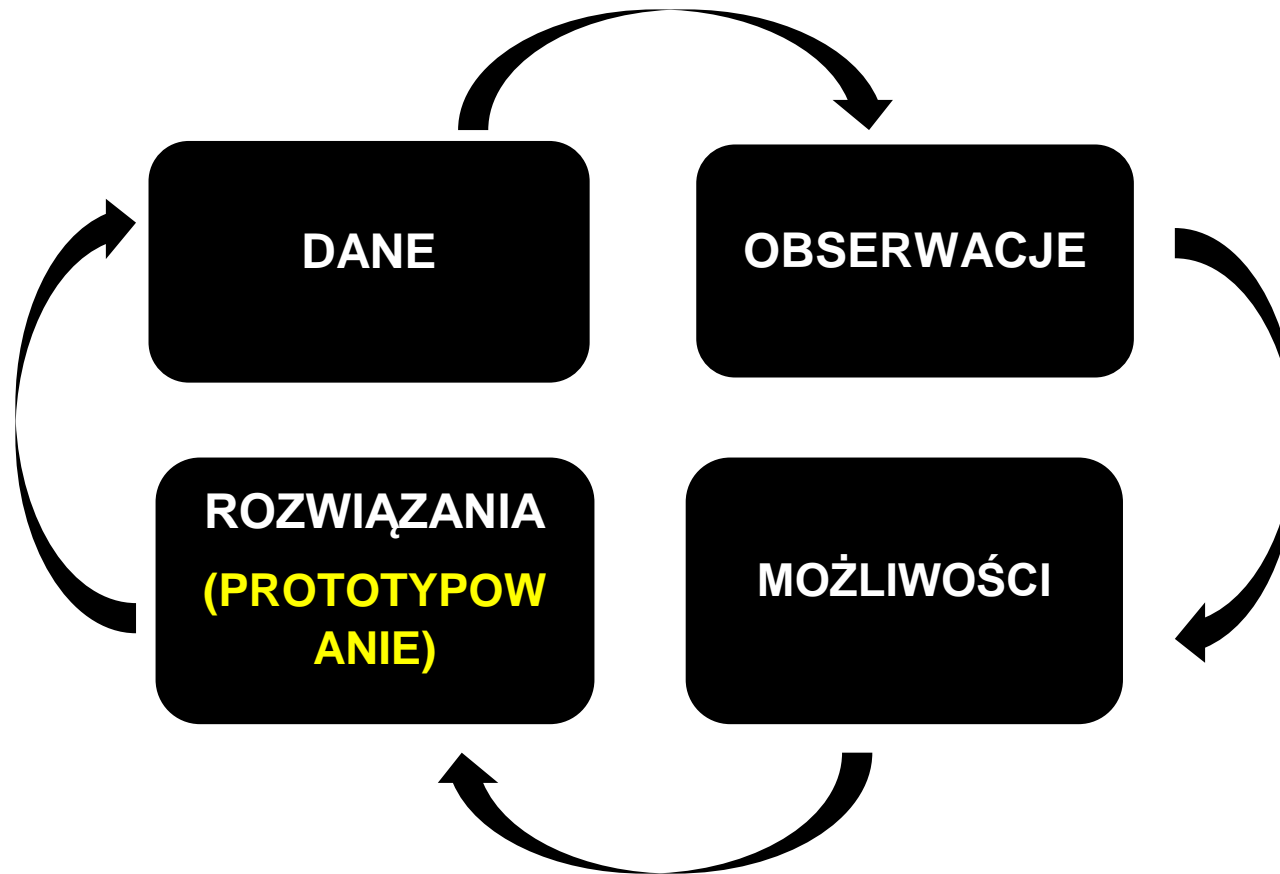 DANE
OBSERWACJE
ROZWIĄZANIA
(PROTOTYPOW
ANIE)
MOŻLIWOŚCI